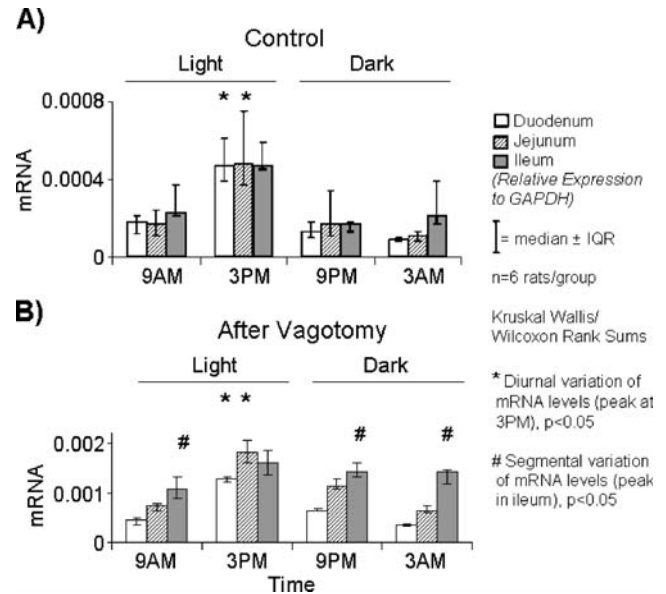 A)
Control
Light Dark
0.0008
* *
0.0004
0
mRNA
9AM 3PM 9PM 3AM
B)
After Vagotomy
Light Dark
* *
# # #
0.002
0.001
0
mRNA
9AM 3PM 9PM 3AM
Time
Duodenum
Jejunum
Ileum
(Relative Expression
to GAPDH)
= median ± IQR
n=6 rats/group
Kruskal Wallis/
Wilcoxon Rank Sums
* Diurnal variation of
mRNA levels (peak at
3PM), p<0.05
# Segmental variation
of mRNA levels (peak
in ileum), p<0.05